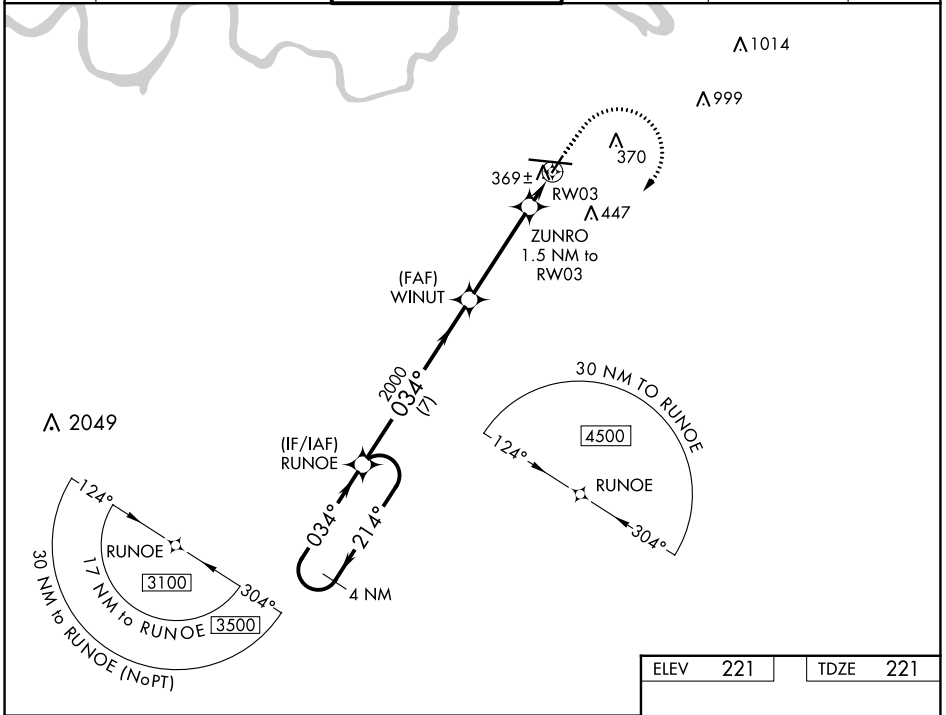 1014
999
370
369±
RW03
447
ZUNRO
1.5 NM to
RW03
(FAF)
WINUT
2000
034°
(7)
30 NM TO RUNOE
4500
124°
RUNOE
304°
2049
(IF/IAF)
RUNOE
034°
214°
4 NM
124°
RUNOE
3100
304°
17 NM to RUNOE
3500
30 NM to RUNOE (NoPT)
ELEV 221
TDZE 221